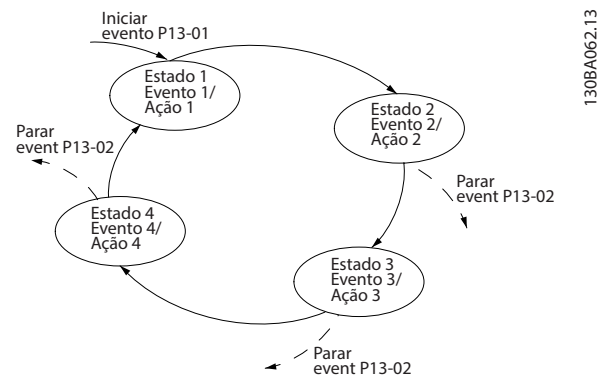 Iniciar
evento P13-01
130BA062.13
Estado 1
Evento 1/
Ação 1
Estado 2
Evento 2/
Ação 2
Parar
event P13-02
Parar
event P13-02
Estado 4
Evento 4/
Ação 4
Estado 3
Evento 3/
Ação 3
Parar
event P13-02